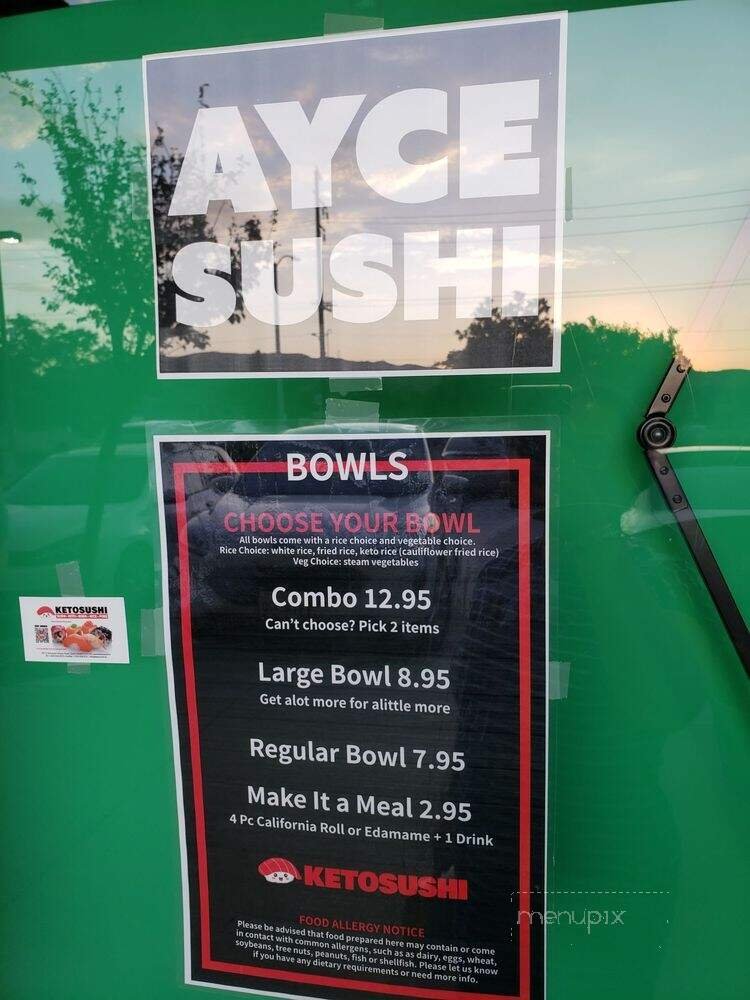 AYCE
SUSHI
BOWLS
CHOOSE YOUR BOWL
All bowls come with a rice choice and vegetable choice.
Rice Choice: white rice, fried rice, keto rice (cauliflower fried rice)
Veg Choice: steam vegetables
Combo 12.95
Can't choose? Pick 2 items
Large Bowl 8.95
Get alot more for alittle more
Regular Bowl 7.95
Make It a Meal 2.95
4 Pc California Roll or Edamame + 1 Drink
KETOSUSHI
FOOD ALLERGY NOTICE
Please be advised that food prepared here may contain or come
in contact with common allergens, such as as dairy, eggs, wheat,
soybeans, tree nuts, peanuts, fish or shellfish. Please let us know
if you have any dietary requirements or need more info.
KETOSUSHI
menupix